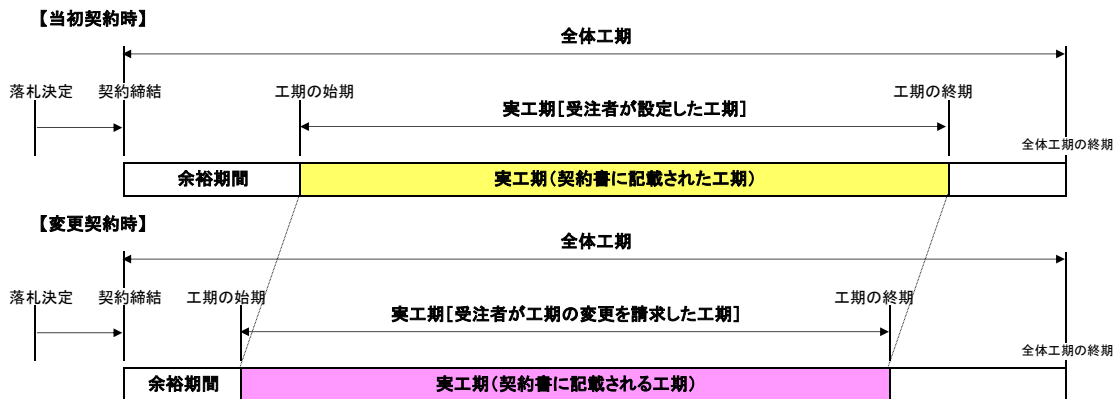 【当初契約時】
全体工期
落札決定 契約締結 工期の始期 工期の終期
実工期[受注者が設定した工期]
全体工期の終期
余裕期間 実工期(契約書に記載された工期)
【変更契約時】
全体工期
落札決定 契約締結 工期の始期 工期の終期
実工期[受注者が工期の変更を請求した工期]
全体工期の終期
余裕期間 実工期(契約書に記載される工期)